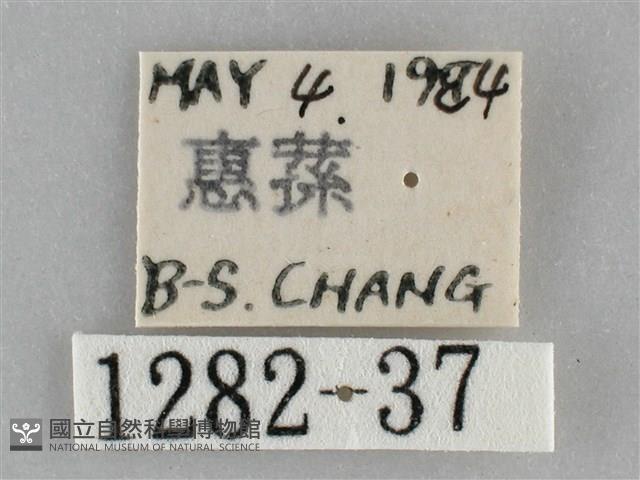 MAY 4. 1984
惠蓀
B-S. CHANG
1282-37
國立自然科學博物館
NATIONAL MUSEUM OF NATURAL SCIENCE